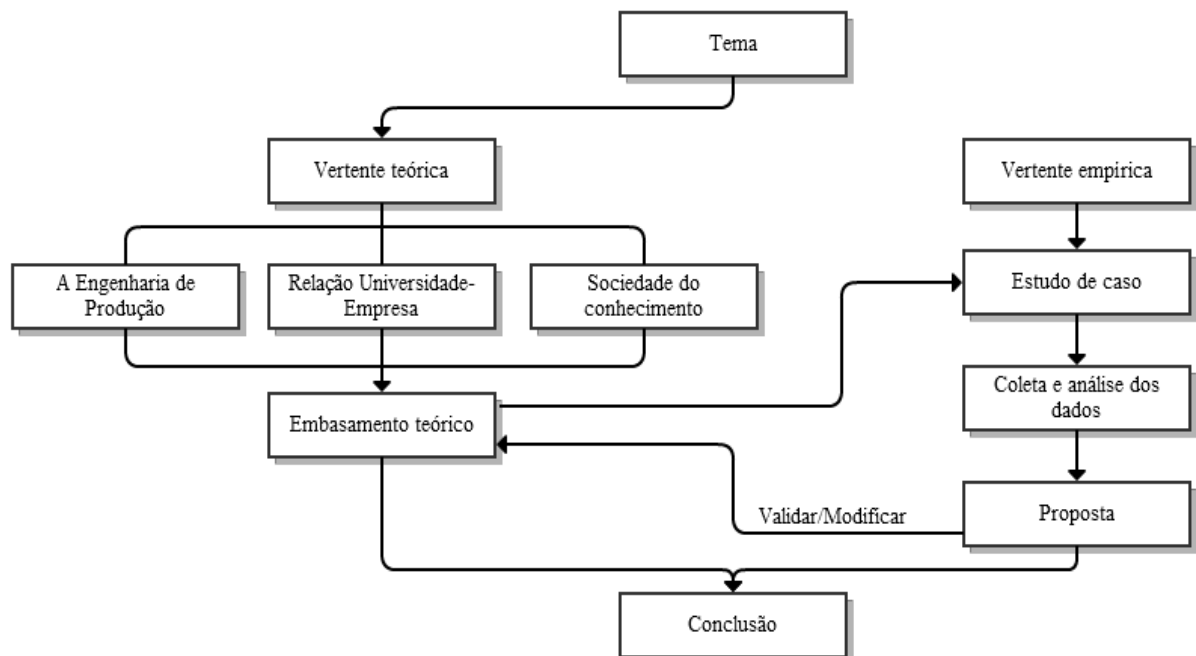 Tema
Vertente teórica
Vertente empírica
A Engenharia de
Produção
Relação Universidade-
Empresa
Sociedade do
conhecimento
Estudo de caso
Coleta e análise dos
dados
Embasamento teórico
Validar/Modificar
Proposta
Conclusão